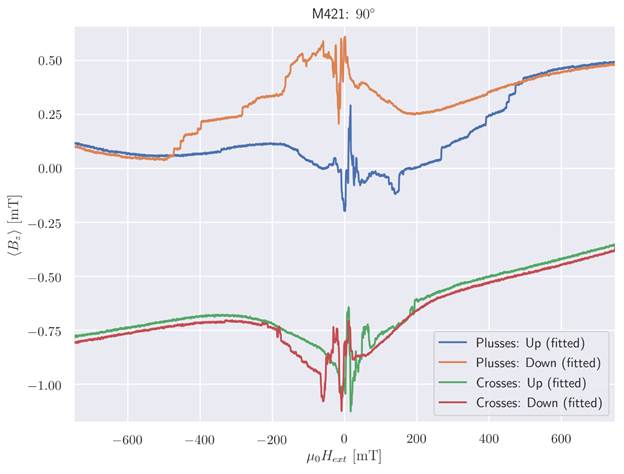 M421: 90°
0.50
0.25
0.00
−0.25
−0.50
−0.75
−1.00
⟨B_z⟩ [mT]
Plusses: Up (fitted)
Plusses: Down (fitted)
Crosses: Up (fitted)
Crosses: Down (fitted)
−600 −400 −200 0 200 400 600
μ₀H_ext [mT]